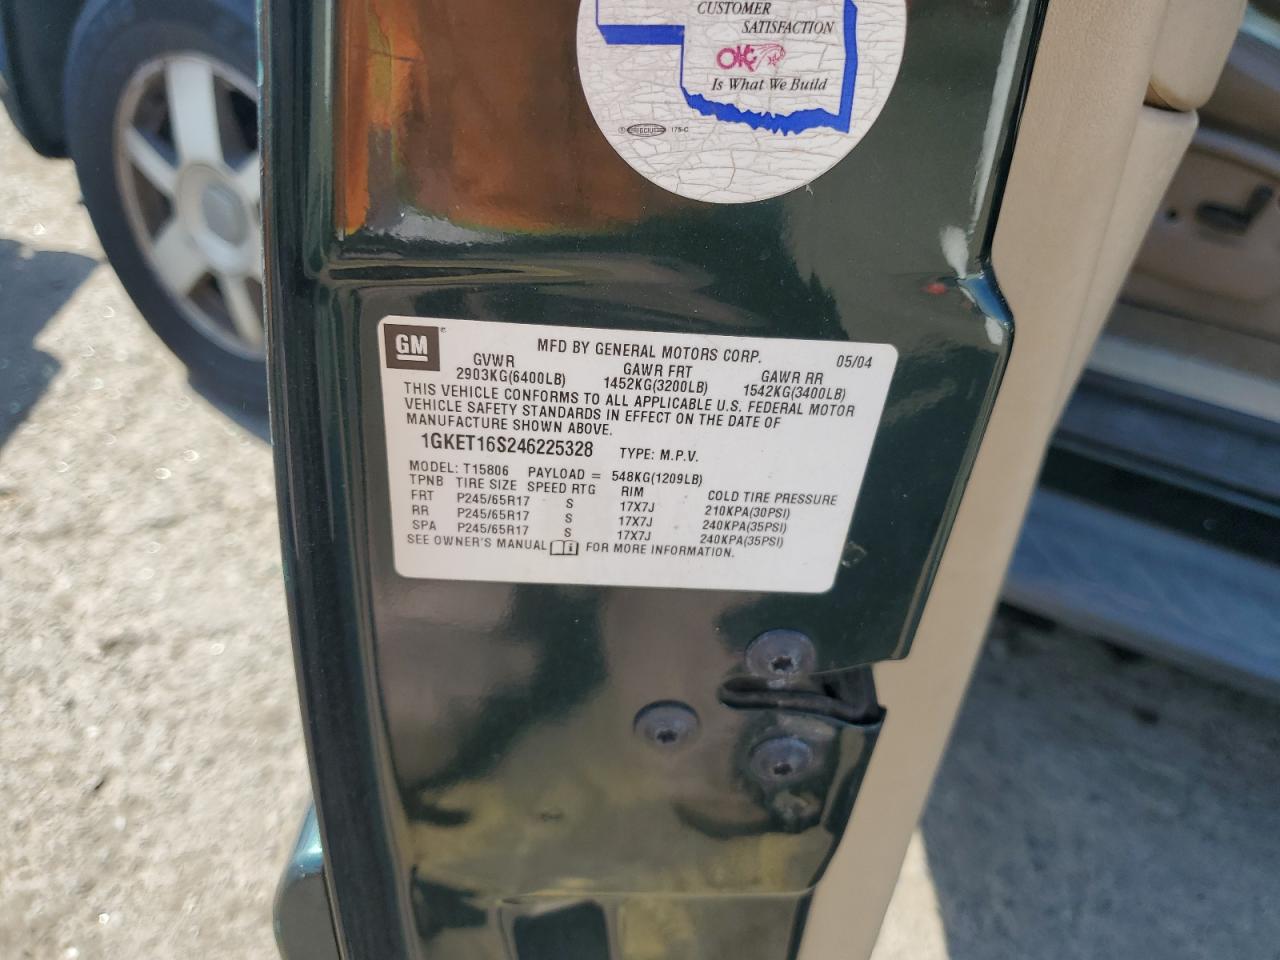 CUSTOMER
SATISFACTION
OKC
Is What We Build
175-C
GM ®
MFD BY GENERAL MOTORS CORP. 05/04
GVWR GAWR FRT GAWR RR
2903KG(6400LB) 1452KG(3200LB) 1542KG(3400LB)
THIS VEHICLE CONFORMS TO ALL APPLICABLE U.S. FEDERAL MOTOR
VEHICLE SAFETY STANDARDS IN EFFECT ON THE DATE OF
MANUFACTURE SHOWN ABOVE.
1GKET16S246225328 TYPE: M.P.V.
MODEL: T15806 PAYLOAD = 548KG(1209LB)
TPNB TIRE SIZE SPEED RTG RIM COLD TIRE PRESSURE
FRT P245/65R17 S 17X7J 210KPA(30PSI)
RR P245/65R17 S 17X7J 240KPA(35PSI)
SPA P245/65R17 S 17X7J 240KPA(35PSI)
SEE OWNER'S MANUAL FOR MORE INFORMATION.